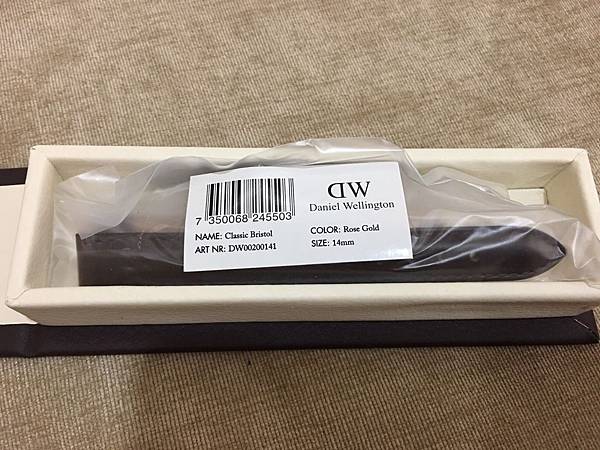 DW
Daniel Wellington
7 350068 245503
NAME: Classic Bristol
COLOR: Rose Gold
ART NR: DW00200141
SIZE: 14mm